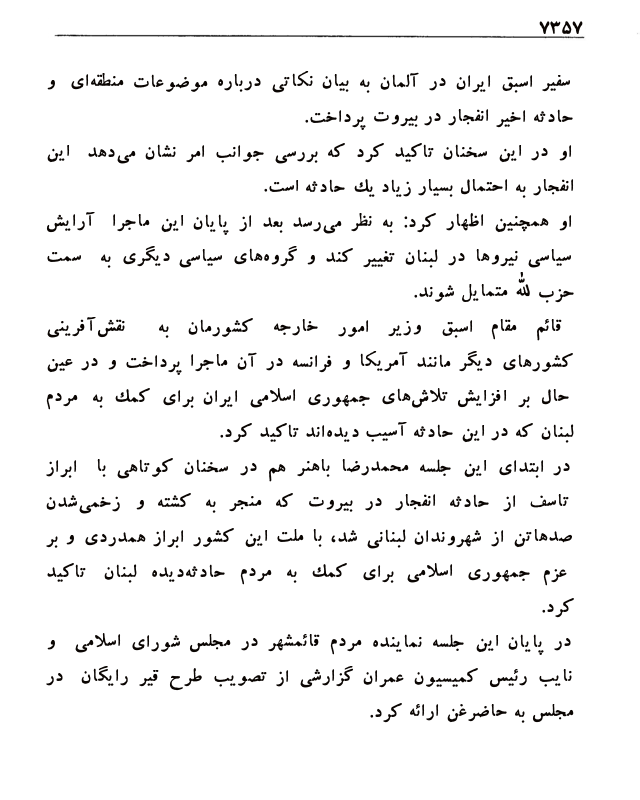 ۷۳۵۷
سفیر اسبق ایران در آلمان به بیان نکاتی درباره موضوعات منطقه‌ای و
حادثه اخیر انفجار در بیروت پرداخت.
او در این سخنان تاکید کرد که بررسی جوانب امر نشان می‌دهد این
انفجار به احتمال بسیار زیاد یك حادثه است.
او همچنین اظهار کرد: به نظر می‌رسد بعد از پایان این ماجرا آرایش
سیاسی نیروها در لبنان تغییر کند و گروه‌های سیاسی دیگری به سمت
حزب الله متمایل شوند.
قائم مقام اسبق وزیر امور خارجه کشورمان به نقش‌آفرینی
کشورهای دیگر مانند آمریکا و فرانسه در آن ماجرا پرداخت و در عین
حال بر افزایش تلاش‌های جمهوری اسلامی ایران برای کمك به مردم
لبنان که در این حادثه آسیب دیده‌اند تاکید کرد.
در ابتدای این جلسه محمدرضا باهنر هم در سخنان کوتاهی با ابراز
تاسف از حادثه انفجار در بیروت که منجر به کشته و زخمی‌شدن
صدهاتن از شهروندان لبنانی شد، با ملت این کشور ابراز همدردی و بر
عزم جمهوری اسلامی برای کمك به مردم حادثه‌دیده لبنان تاکید
کرد.
در پایان این جلسه نماینده مردم قائمشهر در مجلس شورای اسلامی و
نایب رئیس کمیسیون عمران گزارشی از تصویب طرح قیر رایگان در
مجلس به حاضرغن ارائه کرد.